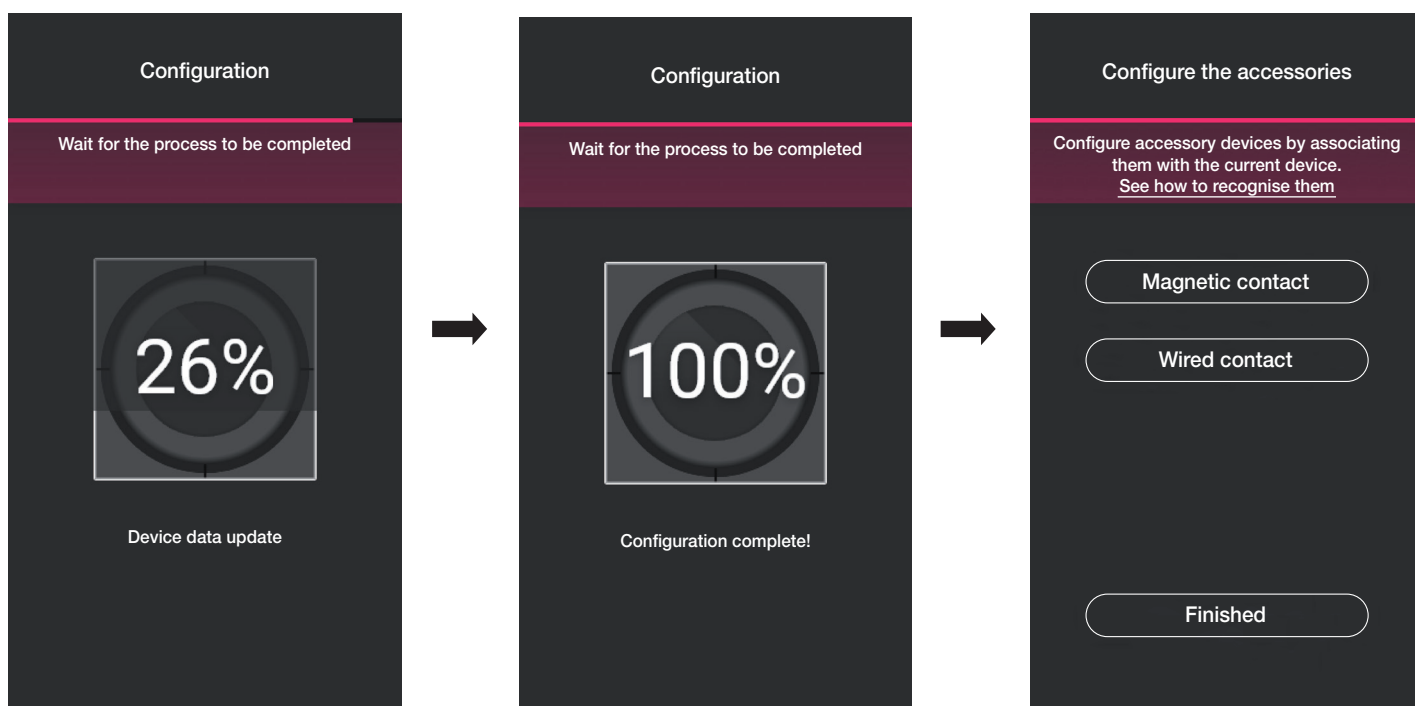 Configuration
Wait for the process to be completed
26%
Device data update
Configuration
Wait for the process to be completed
100%
Configuration complete!
Configure the accessories
Configure accessory devices by associating
them with the current device.
See how to recognise them
Magnetic contact
Wired contact
Finished